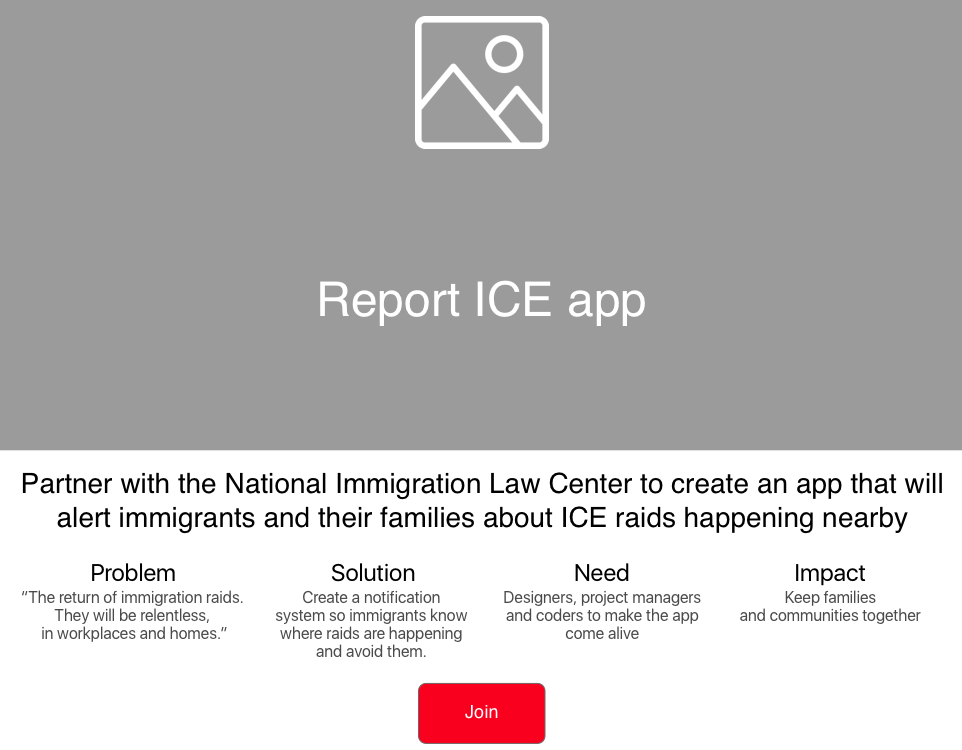 Report ICE app
Partner with the National Immigration Law Center to create an app that will
alert immigrants and their families about ICE raids happening nearby
Problem
“The return of immigration raids.
They will be relentless,
in workplaces and homes.”
Solution
Create a notification
system so immigrants know
where raids are happening
and avoid them.
Need
Designers, project managers
and coders to make the app
come alive
Impact
Keep families
and communities together
Join